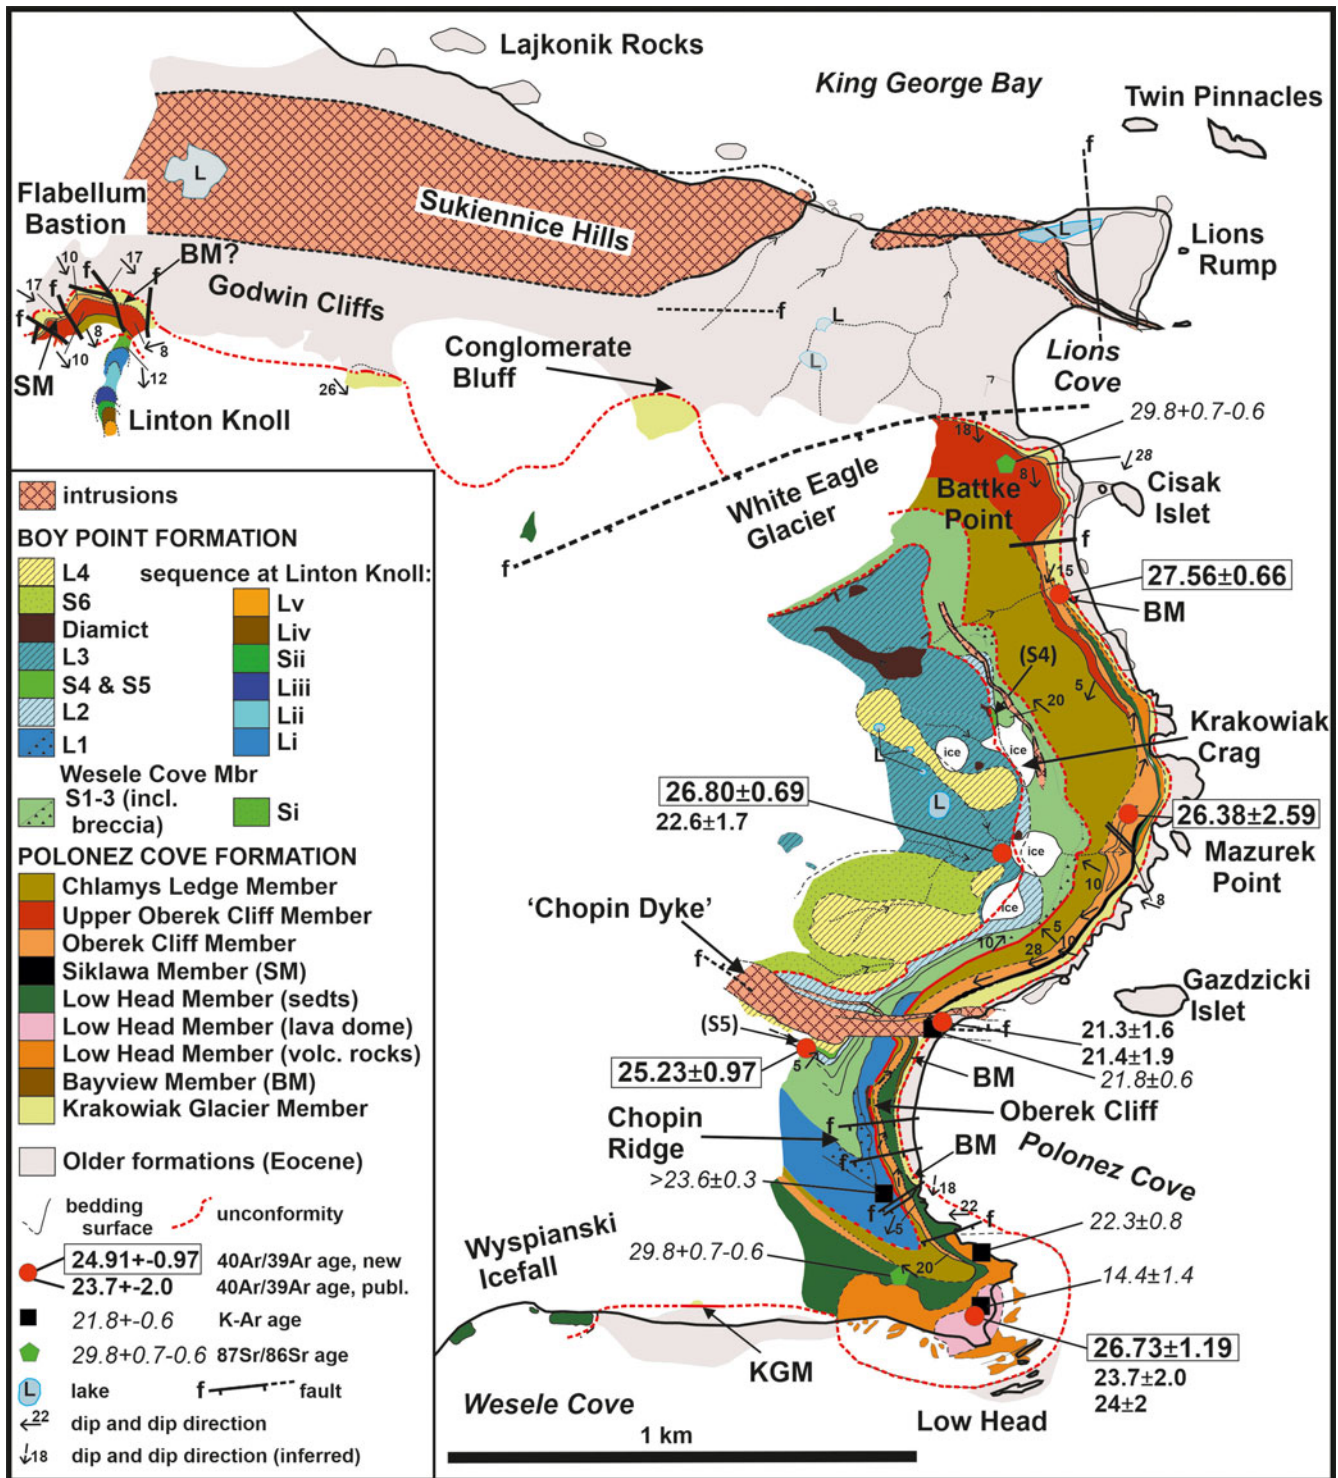 Lajkonik Rocks
King George Bay
Twin Pinnacles
f
L
Flabellum
Bastion
Sukiennice Hills
L
Lions
Rump
BM?
10
17
f
17
f
f
Godwin Cliffs
f
L
f
8
8
10
SM
12
L
Lions
Cove
Conglomerate
Bluff
26
Linton Knoll
29.8+0.7-0.6
18
28
8
White Eagle
Glacier
Battke
Point
Cisak
Islet
f
f
15
27.56±0.66
BM
(S4)
5
20
Krakowiak
Crag
L
ice
ice
26.80±0.69
22.6±1.7
L
26.38±2.59
ice
Mazurek
Point
10
8
ice
'Chopin Dyke'
5
10
10
28
f
Gazdzicki
Islet
(S5)
f
21.3±1.6
21.4±1.9
21.8±0.6
5
25.23±0.97
BM
Oberek Cliff
Chopin
Ridge
f
f
BM
Polonez Cove
>23.6±0.3
18
22
f
5
f
22.3±0.8
Wyspianski
Icefall
29.8+0.7-0.6
20
14.4±1.4
KGM
26.73±1.19
23.7±2.0
24±2
Wesele Cove
Low Head
1 km
intrusions
BOY POINT FORMATION
L4
sequence at Linton Knoll:
S6
Lv
Diamict
Liv
L3
Sii
S4 & S5
Liii
L2
Lii
L1
Li
Wesele Cove Mbr
S1-3 (incl.
breccia)
Si
POLONEZ COVE FORMATION
Chlamys Ledge Member
Upper Oberek Cliff Member
Oberek Cliff Member
Siklawa Member (SM)
Low Head Member (sedts)
Low Head Member (lava dome)
Low Head Member (volc. rocks)
Bayview Member (BM)
Krakowiak Glacier Member
Older formations (Eocene)
bedding
surface
unconformity
24.91+-0.97 40Ar/39Ar age, new
23.7+-2.0 40Ar/39Ar age, publ.
21.8+-0.6 K-Ar age
29.8+0.7-0.6 87Sr/86Sr age
L lake f fault
22 dip and dip direction
18 dip and dip direction (inferred)